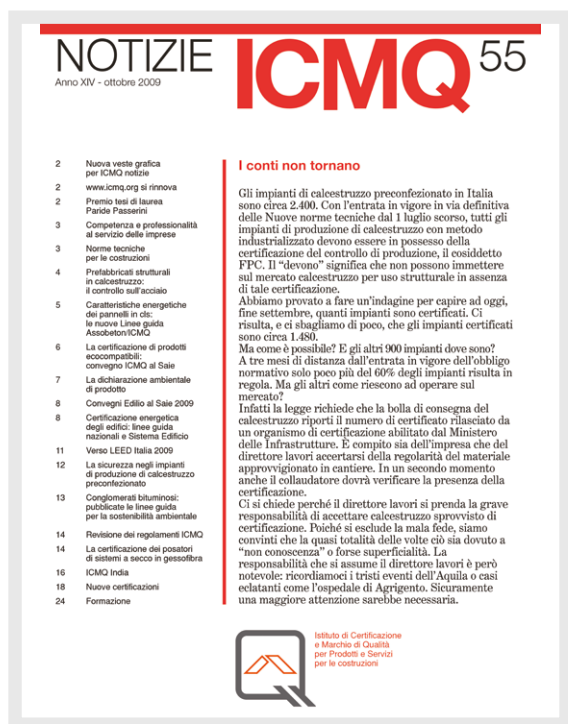 NOTIZIE ICMQ 55
Anno XIV - ottobre 2009
2 Nuova veste grafica
per ICMQ notizie
2 www.icmq.org si rinnova
2 Premio tesi di laurea
Paride Passerini
3 Competenza e professionalità
al servizio delle imprese
3 Norme tecniche
per le costruzioni
4 Prefabbricati strutturali
in calcestruzzo:
il controllo sull'acciaio
5 Caratteristiche energetiche
dei pannelli in cls:
le nuove Linee guida
Assobeton/ICMQ
6 La certificazione di prodotti
ecocompatibili:
convegno ICMQ al Saie
7 La dichiarazione ambientale
di prodotto
8 Convegni Edilio al Saie 2009
8 Certificazione energetica
degli edifici: linee guida
nazionali e Sistema Edificio
11 Verso LEED Italia 2009
12 La sicurezza negli impianti
di produzione di calcestruzzo
preconfezionato
13 Conglomerati bituminosi:
pubblicate le linee guida
per la sostenibilità ambientale
14 Revisione dei regolamenti ICMQ
14 La certificazione dei posatori
di sistemi a secco in gessofibra
16 ICMQ India
18 Nuove certificazioni
24 Formazione
I conti non tornano
Gli impianti di calcestruzzo preconfezionato in Italia
sono circa 2.400. Con l'entrata in vigore in via definitiva
delle Nuove norme tecniche dal 1 luglio scorso, tutti gli
impianti di produzione di calcestruzzo con metodo
industrializzato devono essere in possesso della
certificazione del controllo di produzione, il cosiddetto
FPC. Il "devono" significa che non possono immettere
sul mercato calcestruzzo per uso strutturale in assenza
di tale certificazione.
Abbiamo provato a fare un'indagine per capire ad oggi,
fine settembre, quanti impianti sono certificati. Ci
risulta, e ci sbagliamo di poco, che gli impianti certificati
sono circa 1.480.
Ma come è possibile? E gli altri 900 impianti dove sono?
A tre mesi di distanza dall'entrata in vigore dell'obbligo
normativo solo poco più del 60% degli impianti risulta in
regola. Ma gli altri come riescono ad operare sul
mercato?
Infatti la legge richiede che la bolla di consegna del
calcestruzzo riporti il numero di certificato rilasciato da
un organismo di certificazione abilitato dal Ministero
delle Infrastrutture. È compito sia dell'impresa che del
direttore lavori accertarsi della regolarità del materiale
approvvigionato in cantiere. In un secondo momento
anche il collaudatore dovrà verificare la presenza della
certificazione.
Ci si chiede perché il direttore lavori si prenda la grave
responsabilità di accettare calcestruzzo sprovvisto di
certificazione. Poiché si esclude la mala fede, siamo
convinti che la quasi totalità delle volte ciò sia dovuto a
"non conoscenza" o forse superficialità. La
responsabilità che si assume il direttore lavori è però
notevole: ricordiamoci i tristi eventi dell'Aquila o casi
eclatanti come l'ospedale di Agrigento. Sicuramente
una maggiore attenzione sarebbe necessaria.
Istituto di Certificazione
e Marchio di Qualità
per Prodotti e Servizi
per le costruzioni